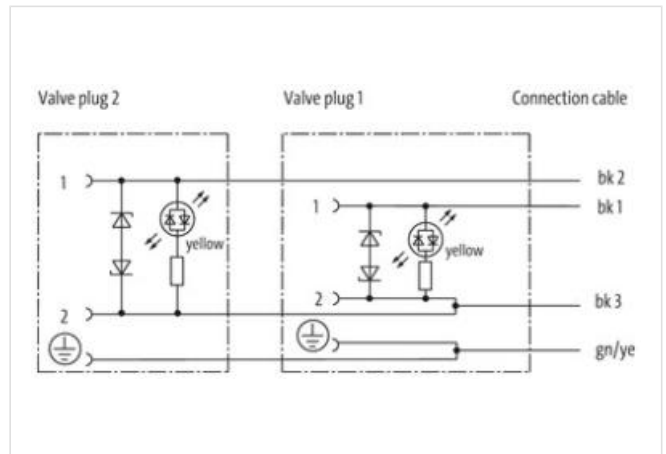 Valve plug 2 Valve plug 1 Connection cable
1 bk 2
1 bk 1
yellow yellow
2 bk 3
2
gn/ye